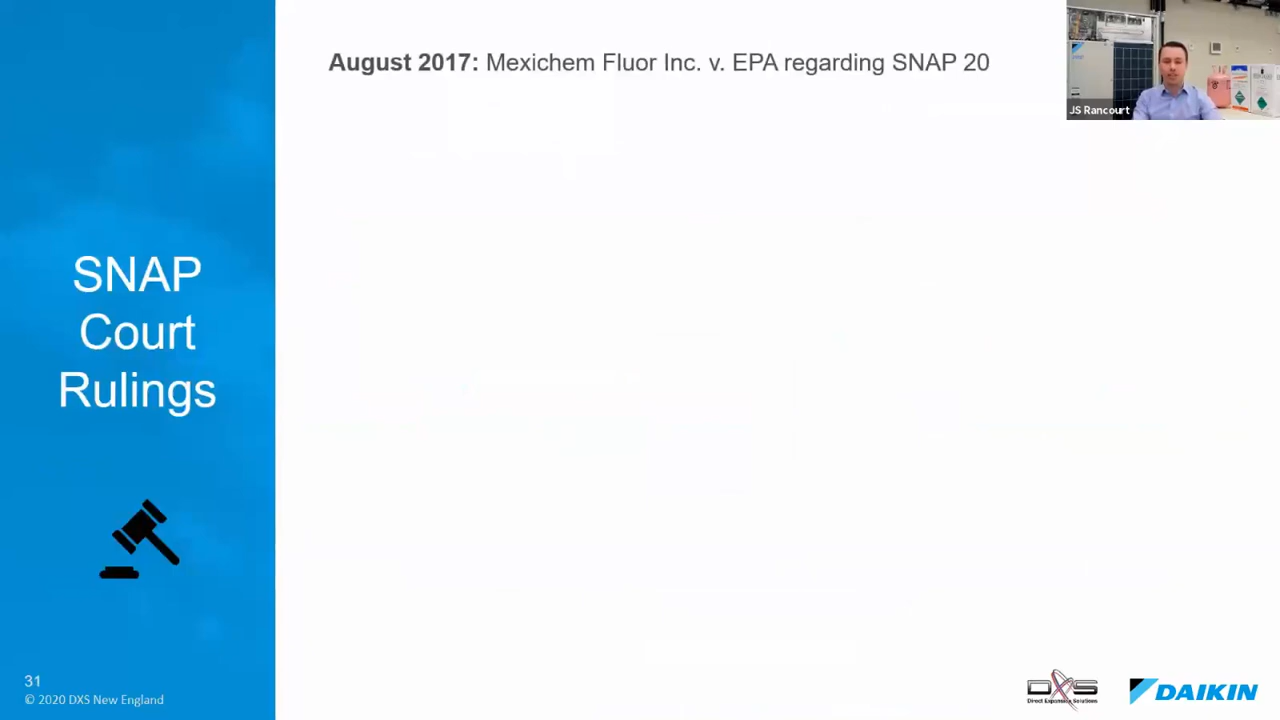 August 2017: Mexichem Fluor Inc. v. EPA regarding SNAP 20
JS Rancourt
SNAP
Court
Rulings
31
© 2020 DXS New England
DXS
Direct Expansion Solutions
DAIKIN